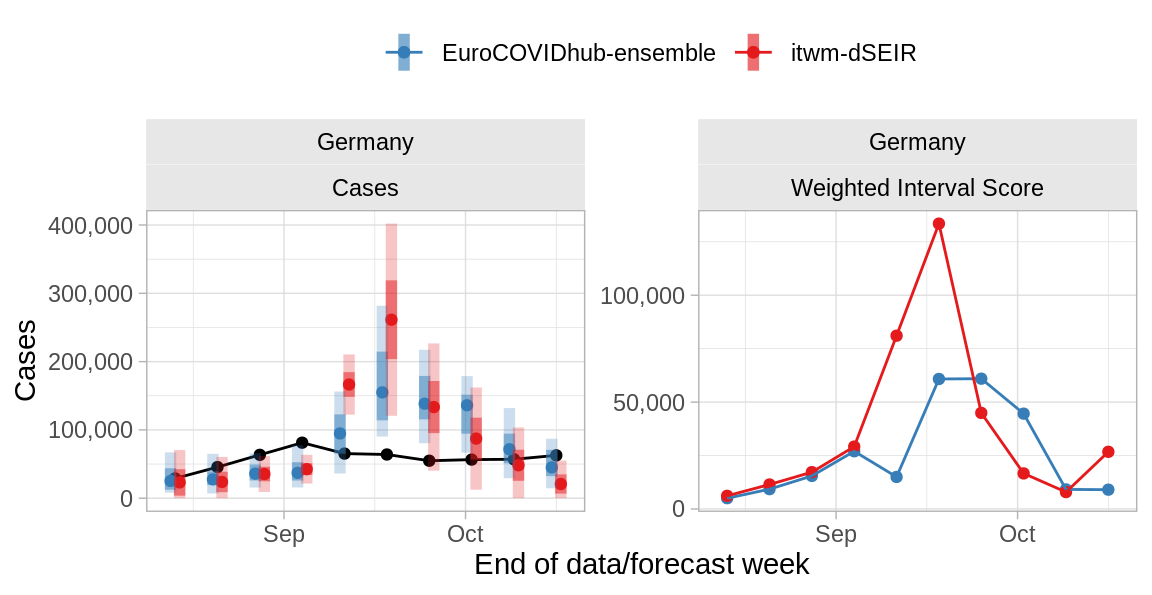 EuroCOVIDhub-ensemble itwm-dSEIR
Germany Germany
Cases Weighted Interval Score
400,000
300,000
200,000
100,000
0
Cases
100,000
50,000
0
Sep Oct Sep Oct
End of data/forecast week